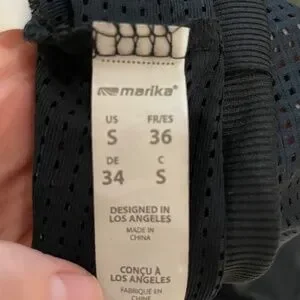 marika®
US FR/ES
S 36
DE C
34 S
DESIGNED IN
LOS ANGELES
MADE IN
CHINA
CONÇU À
LOS ANGELES
FABRIQUÉ EN
CHINE